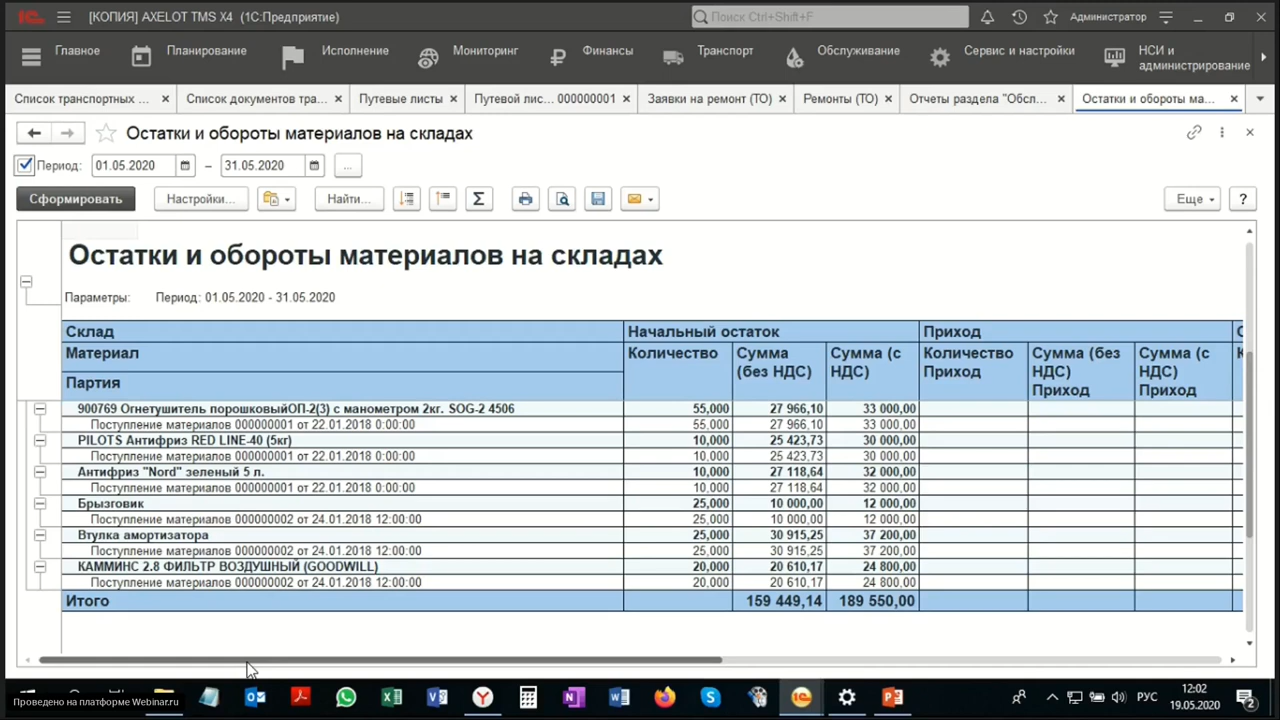 [КОПИЯ] AXELOT TMS X4 (1С:Предприятие)
Поиск Ctrl+Shift+F
Администратор
Главное
Планирование
Исполнение
Мониторинг
Финансы
Транспорт
Обслуживание
Сервис и настройки
НСИ и
администрирование
Список транспортных ...
Список документов тра...
Путевые листы
Путевой лис... 000000001
Заявки на ремонт (ТО)
Ремонты (ТО)
Отчеты раздела "Обсл...
Остатки и обороты ма...
Остатки и обороты материалов на складах
Период: 01.05.2020 – 31.05.2020 ...
Сформировать Настройки... Найти... Еще ?
Остатки и обороты материалов на складах
Параметры: Период: 01.05.2020 - 31.05.2020
Склад Начальный остаток Приход
Материал Количество Сумма (без НДС) Сумма (с НДС) Количество Приход Сумма (без НДС) Приход Сумма (с НДС) Приход
Партия
900769 Огнетушитель порошковыйОП-2(3) с манометром 2кг. SOG-2 4506 55,000 27 966,10 33 000,00
Поступление материалов 000000001 от 22.01.2018 0:00:00 55,000 27 966,10 33 000,00
PILOTS Антифриз RED LINE-40 (5кг) 10,000 25 423,73 30 000,00
Поступление материалов 000000001 от 22.01.2018 0:00:00 10,000 25 423,73 30 000,00
Антифриз "Nord" зеленый 5 л. 10,000 27 118,64 32 000,00
Поступление материалов 000000001 от 22.01.2018 0:00:00 10,000 27 118,64 32 000,00
Брызговик 25,000 10 000,00 12 000,00
Поступление материалов 000000002 от 24.01.2018 12:00:00 25,000 10 000,00 12 000,00
Втулка амортизатора 25,000 30 915,25 37 200,00
Поступление материалов 000000002 от 24.01.2018 12:00:00 25,000 30 915,25 37 200,00
КАММИНС 2.8 ФИЛЬТР ВОЗДУШНЫЙ (GOODWILL) 20,000 20 610,17 24 800,00
Поступление материалов 000000002 от 24.01.2018 12:00:00 20,000 20 610,17 24 800,00
Итого 159 449,14 189 550,00
Проведено на платформе Webinar.ru
РУС
12:02
19.05.2020
2